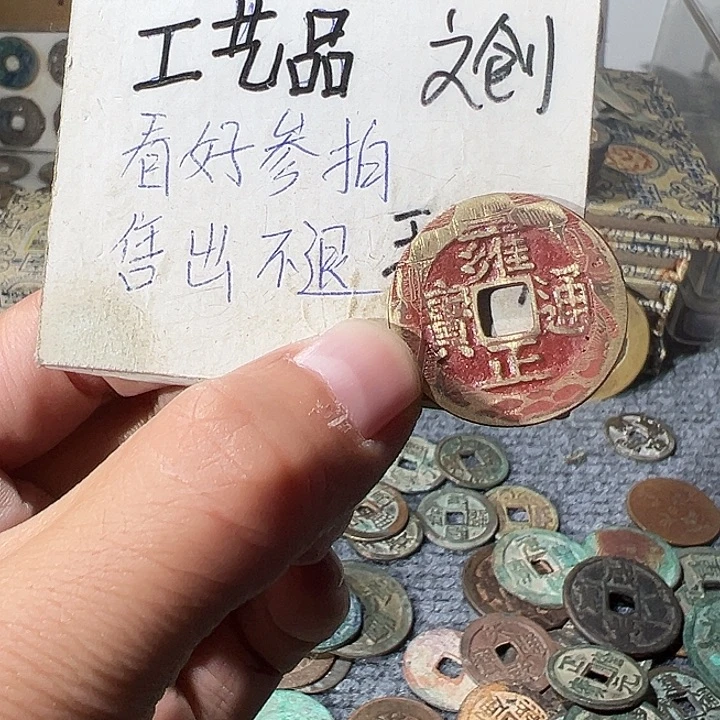 工艺品 文创
看好参拍
售出不退
雍正通寳